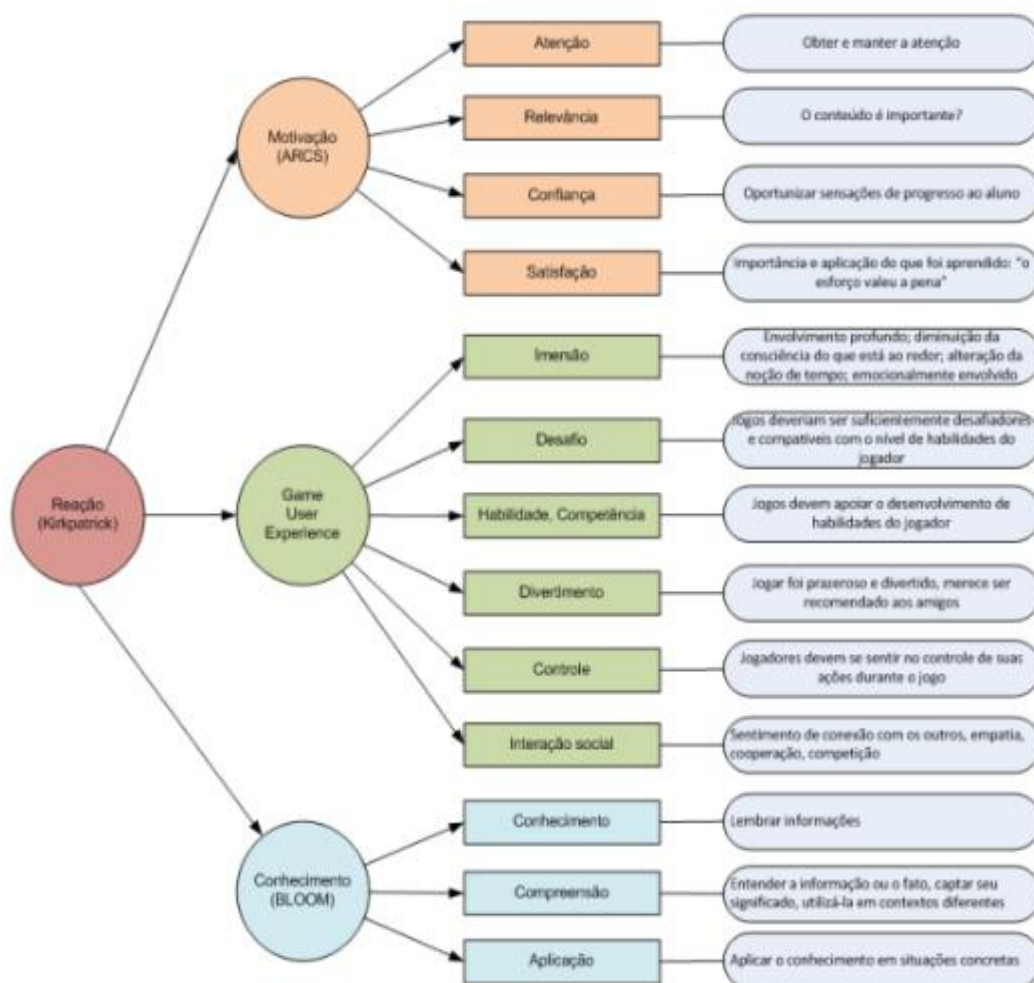 Atenção
Obter e manter a atenção
Motivação
(ARCS)
Relevância
O conteúdo é importante?
Confiança
Oportunizar sensações de progresso ao aluno
Satisfação
Importância e aplicação do que foi aprendido: "o
esforço valeu a pena"
Reação
(Kirkpatrick)
Game
User
Experience
Imersão
Envolvimento profundo; diminuição da
consciência do que está ao redor; alteração da
noção de tempo; emocionalmente envolvido
Desafio
Jogos deveriam ser suficientemente desafiadores
e compatíveis com o nível de habilidades do
jogador
Habilidade, Competência
Jogos devem apoiar o desenvolvimento de
habilidades do jogador
Divertimento
Jogar foi prazeroso e divertido, merece ser
recomendado aos amigos
Controle
Jogadores devem se sentir no controle de suas
ações durante o jogo
Interação social
Sentimento de conexão com os outros, empatia,
cooperação, competição
Conhecimento
(BLOOM)
Conhecimento
Lembrar informações
Compreensão
Entender a informação ou o fato, captar seu
significado, utilizá-la em contextos diferentes
Aplicação
Aplicar o conhecimento em situações concretas